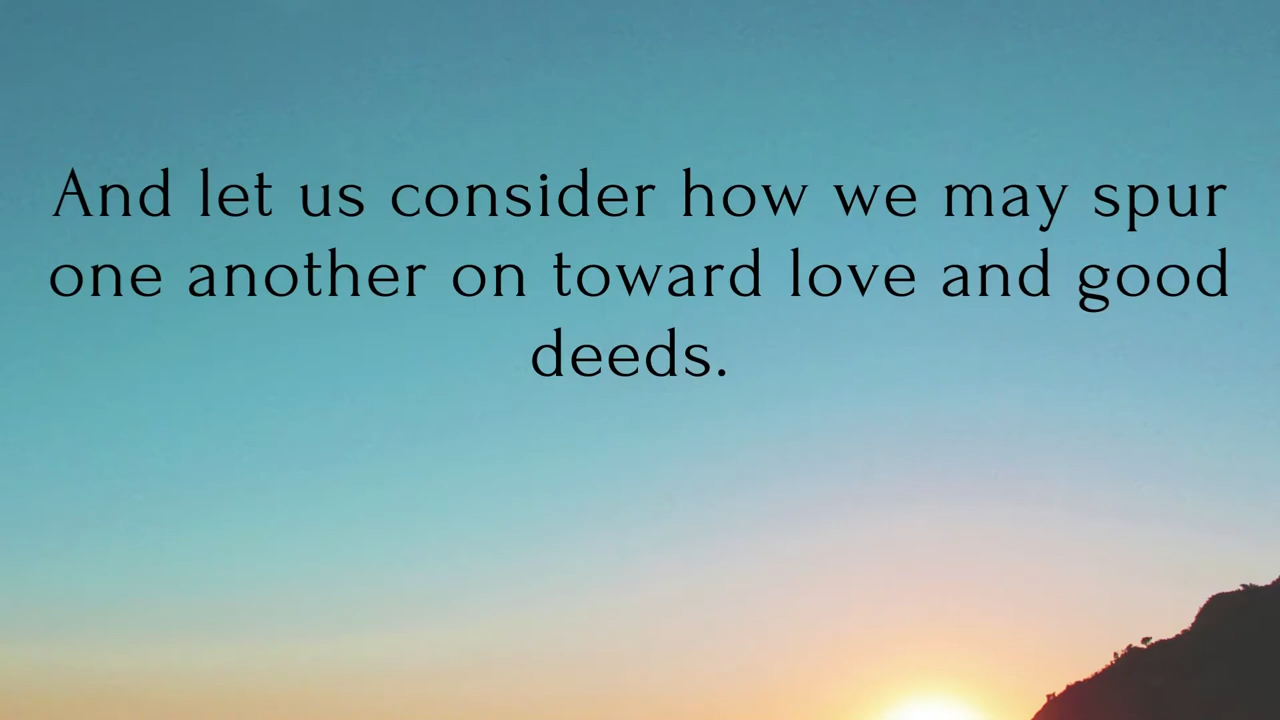 And let us consider how we may spur
one another on toward love and good
deeds.